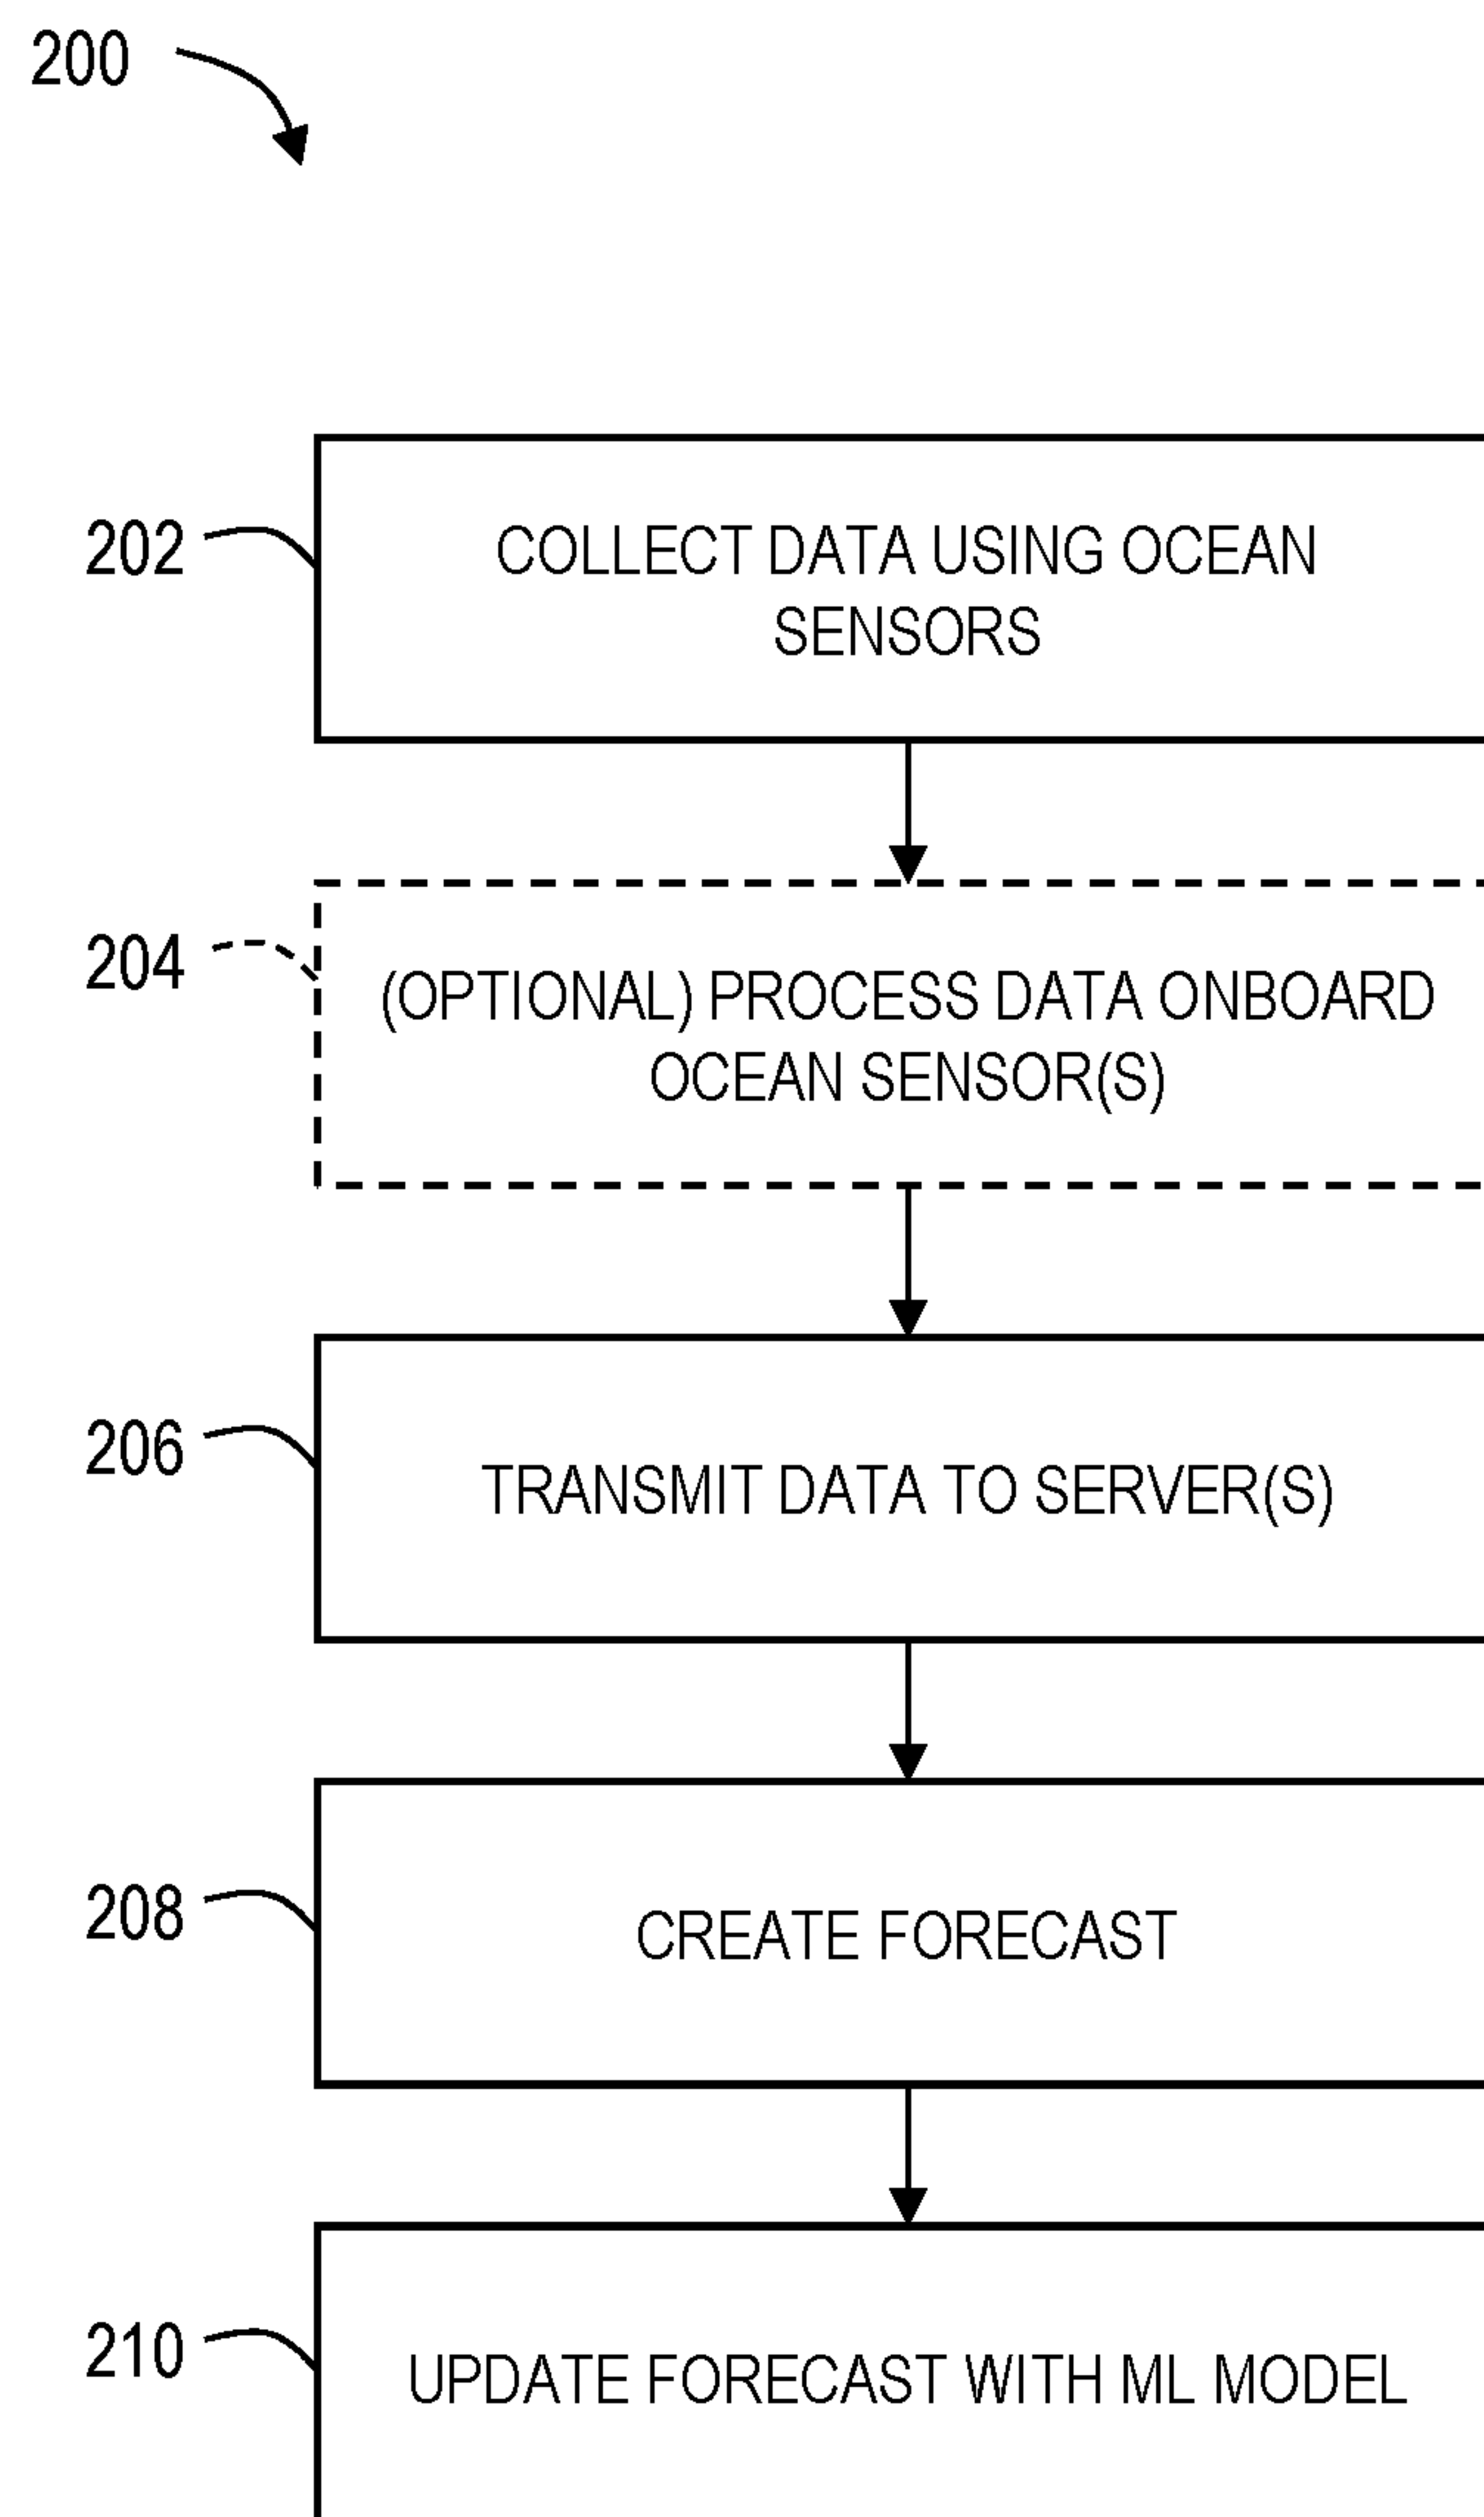 200
202
COLLECT DATA USING OCEAN
SENSORS
204
(OPTIONAL) PROCESS DATA ONBOARD
OCEAN SENSOR(S)
206
TRANSMIT DATA TO SERVER(S)
208
CREATE FORECAST
210
UPDATE FORECAST WITH ML MODEL